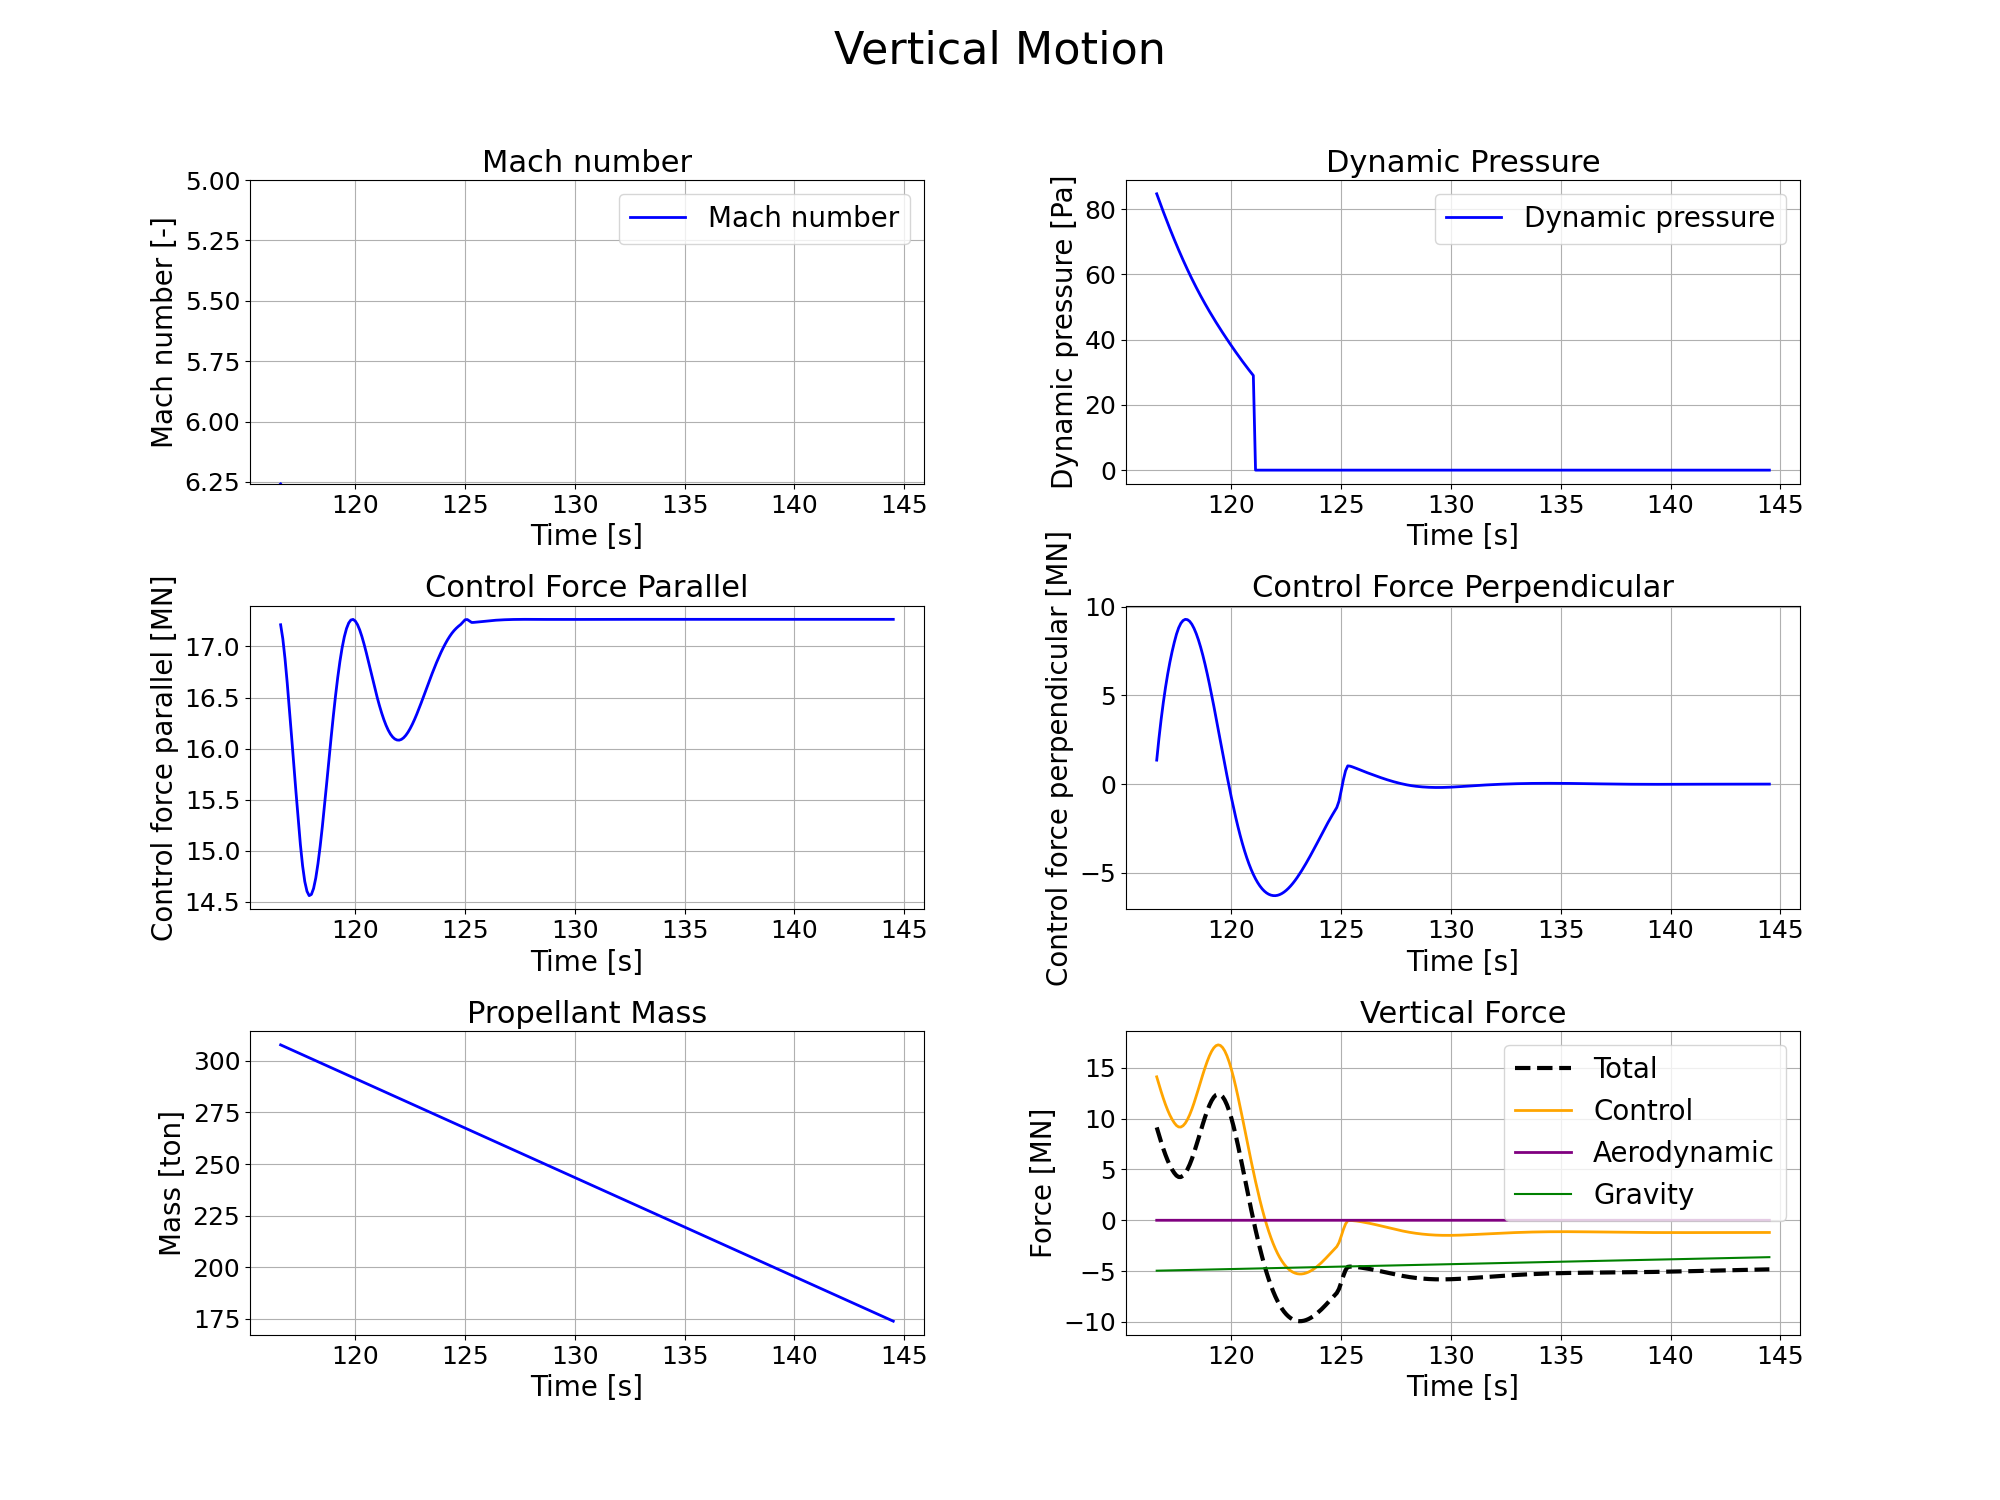 Vertical Motion
Mach number
Mach number [-]
5.00
5.25
5.50
5.75
6.00
6.25
Mach number
120 125 130 135 140 145
Time [s]
Dynamic Pressure
Dynamic pressure [Pa]
80
60
40
20
0
Dynamic pressure
120 125 130 135 140 145
Time [s]
Control Force Parallel
Control force parallel [MN]
17.0
16.5
16.0
15.5
15.0
14.5
120 125 130 135 140 145
Time [s]
Control Force Perpendicular
Control force perpendicular [MN]
10
5
0
−5
120 125 130 135 140 145
Time [s]
Propellant Mass
Mass [ton]
300
275
250
225
200
175
120 125 130 135 140 145
Time [s]
Vertical Force
Force [MN]
15
10
5
0
−5
−10
Total
Control
Aerodynamic
Gravity
120 125 130 135 140 145
Time [s]